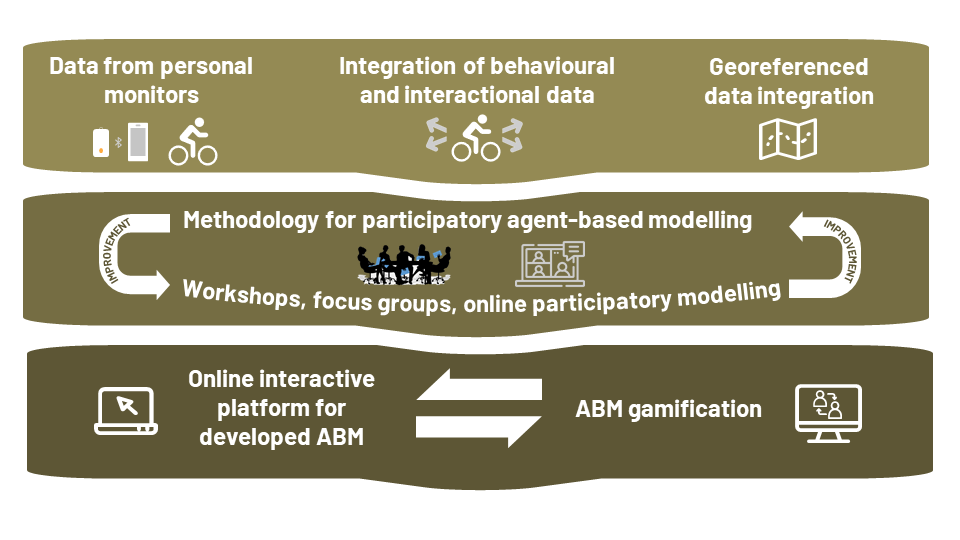 Data from personal
monitors
Integration of behavioural
and interactional data
Georeferenced
data integration
IMPROVEMENT
Methodology for participatory agent-based modelling
IMPROVEMENT
Workshops, focus groups, online participatory modelling
Online interactive
platform for
developed ABM
ABM gamification